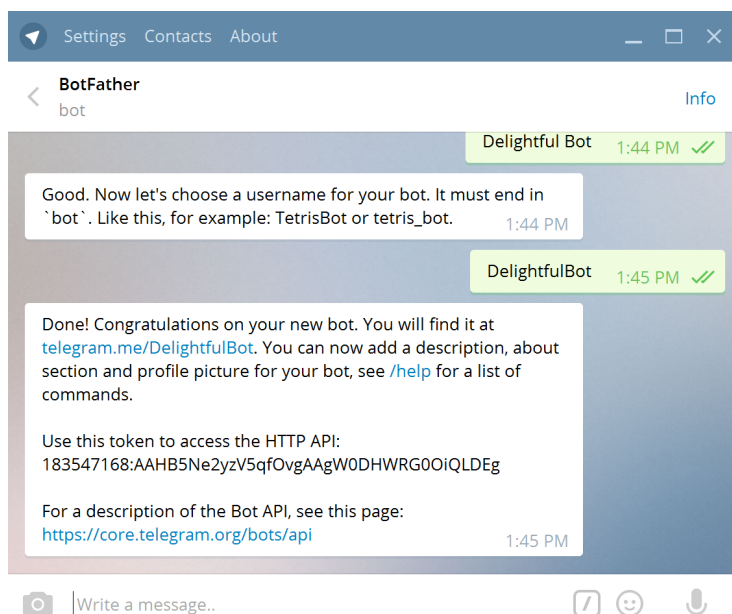 Settings Contacts About
BotFather
bot
Info
Delightful Bot 1:44 PM
Good. Now let's choose a username for your bot. It must end in
`bot`. Like this, for example: TetrisBot or tetris_bot. 1:44 PM
DelightfulBot 1:45 PM
Done! Congratulations on your new bot. You will find it at
telegram.me/DelightfulBot. You can now add a description, about
section and profile picture for your bot, see /help for a list of
commands.
Use this token to access the HTTP API:
183547168:AAHB5Ne2yzV5qfOvgAAgW0DHWRG0OiQLDEg
For a description of the Bot API, see this page:
https://core.telegram.org/bots/api 1:45 PM
Write a message..